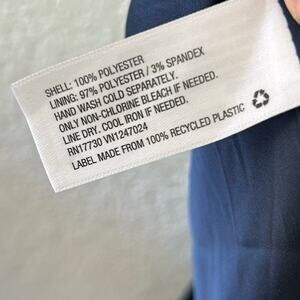 SHELL: 100% POLYESTER
LINING: 97% POLYESTER / 3% SPANDEX
HAND WASH COLD SEPARATELY.
ONLY NON-CHLORINE BLEACH IF NEEDED.
LINE DRY. COOL IRON IF NEEDED.
RN17730 VN1247024
LABEL MADE FROM 100% RECYCLED PLASTIC